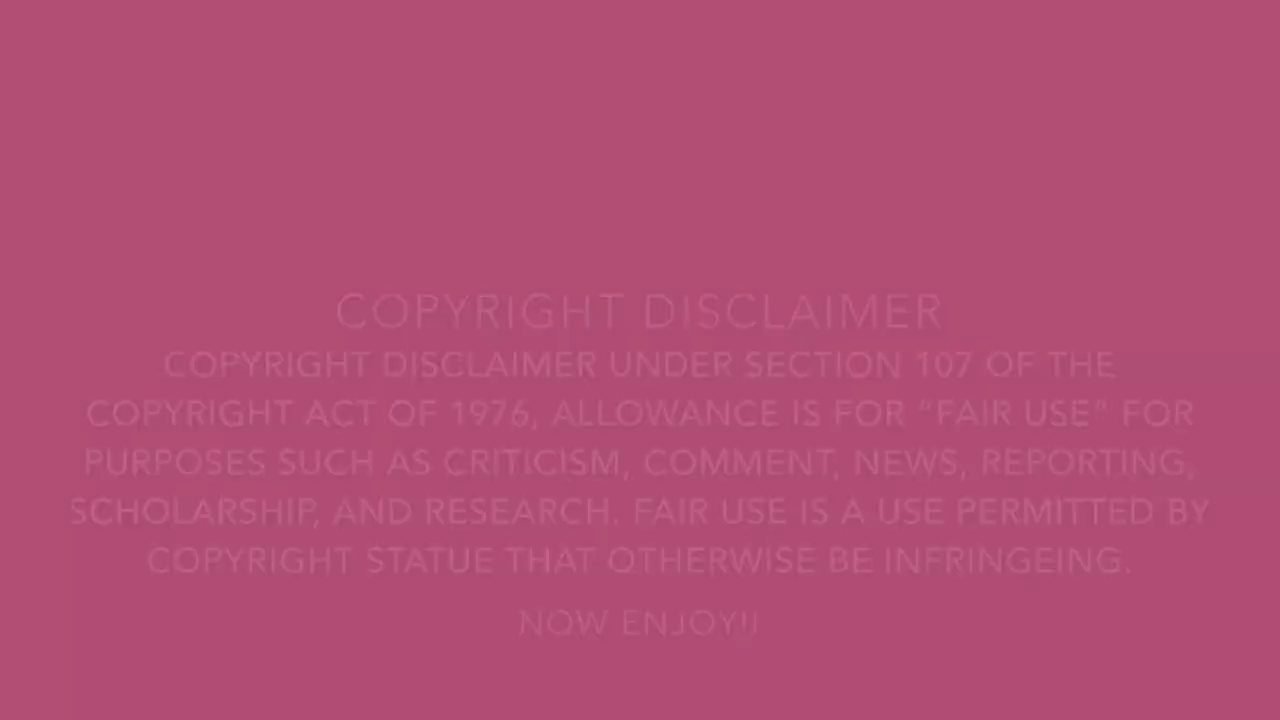 COPYRIGHT DISCLAIMER
COPYRIGHT DISCLAIMER UNDER SECTION 107 OF THE
COPYRIGHT ACT OF 1976, ALLOWANCE IS FOR “FAIR USE” FOR
PURPOSES SUCH AS CRITICISM, COMMENT, NEWS, REPORTING,
SCHOLARSHIP, AND RESEARCH. FAIR USE IS A USE PERMITTED BY
COPYRIGHT STATUE THAT OTHERWISE BE INFRINGEING.
NOW ENJOY!!